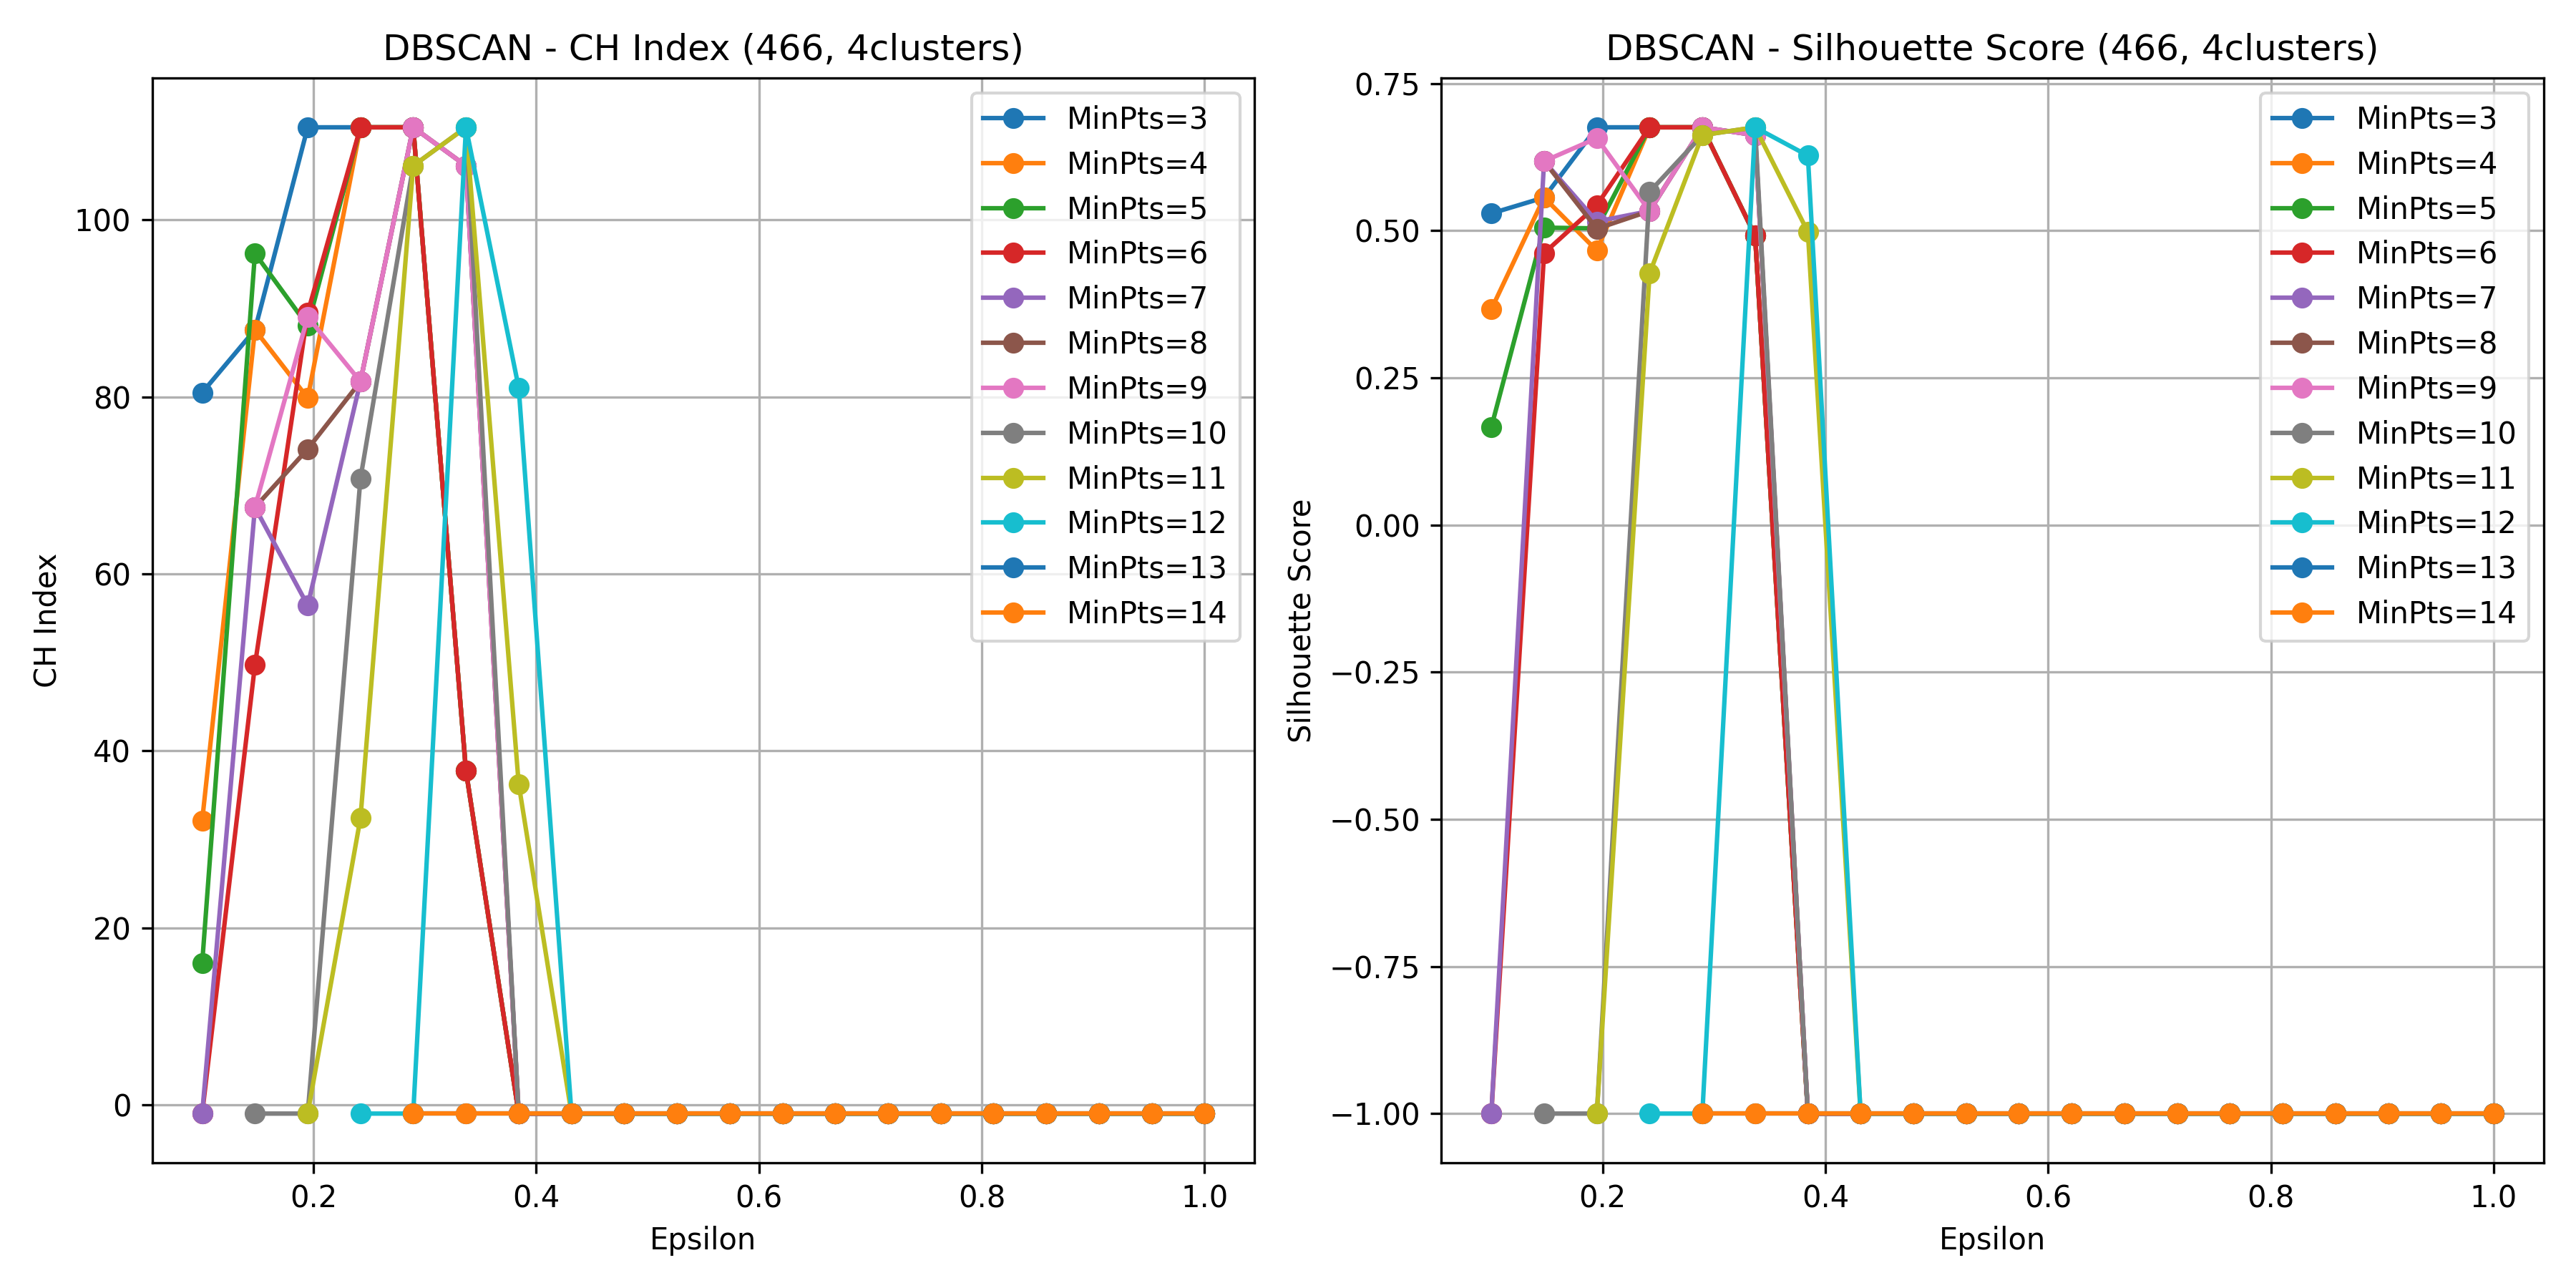 DBSCAN - CH Index (466, 4clusters)
CH Index
100
80
60
40
20
0
0.2 0.4 0.6 0.8 1.0
Epsilon
MinPts=3
MinPts=4
MinPts=5
MinPts=6
MinPts=7
MinPts=8
MinPts=9
MinPts=10
MinPts=11
MinPts=12
MinPts=13
MinPts=14
DBSCAN - Silhouette Score (466, 4clusters)
Silhouette Score
0.75
0.50
0.25
0.00
−0.25
−0.50
−0.75
−1.00
0.2 0.4 0.6 0.8 1.0
Epsilon
MinPts=3
MinPts=4
MinPts=5
MinPts=6
MinPts=7
MinPts=8
MinPts=9
MinPts=10
MinPts=11
MinPts=12
MinPts=13
MinPts=14